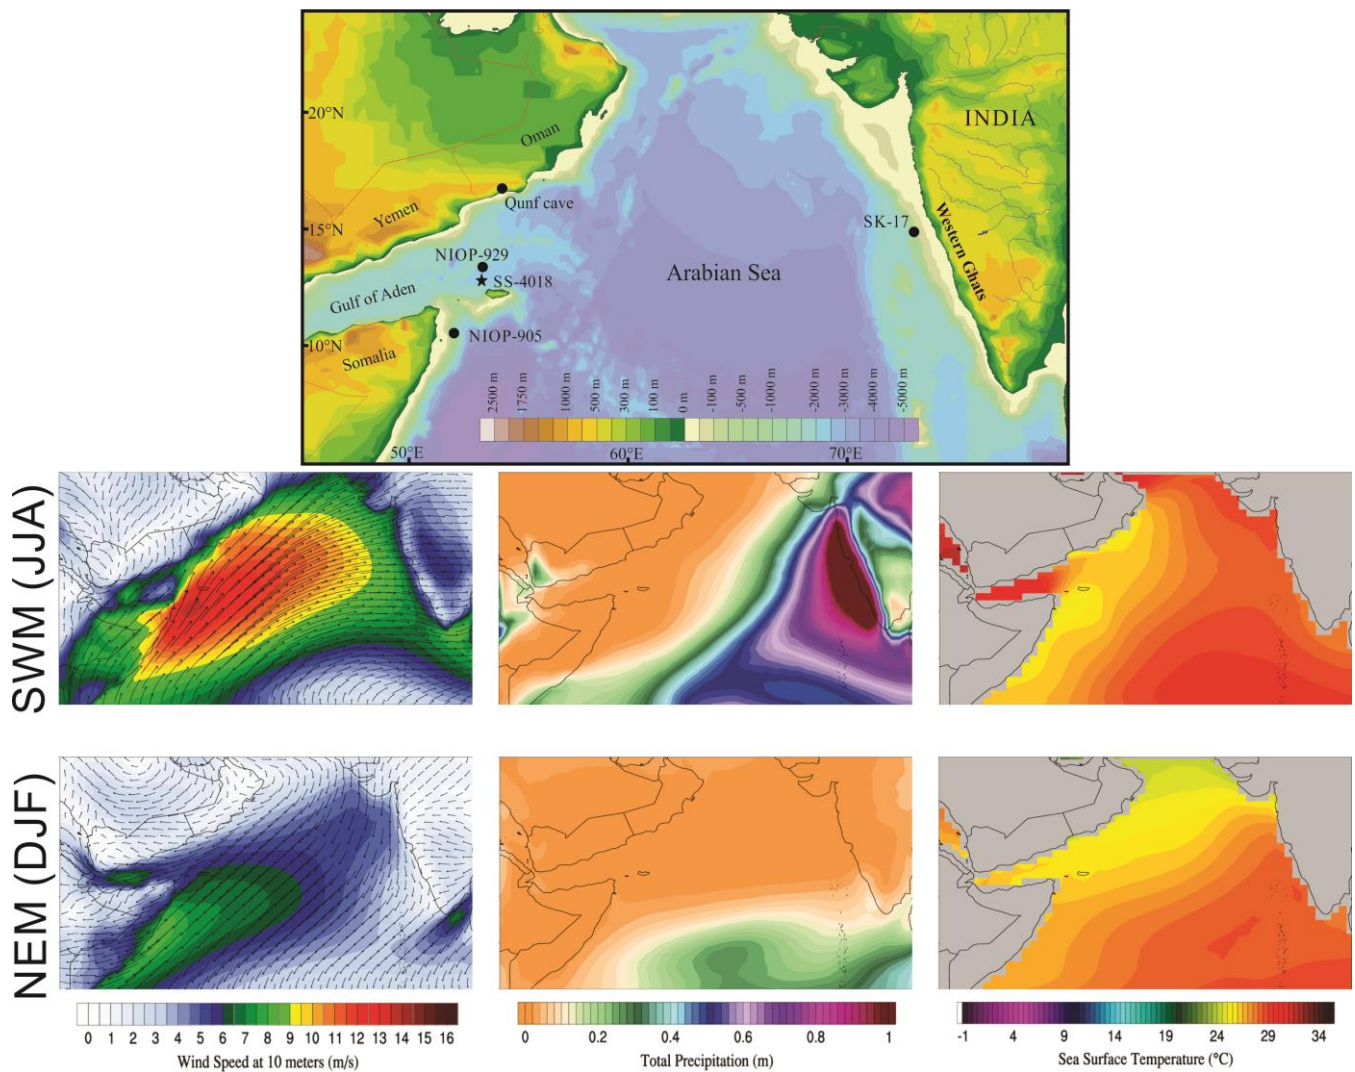 20°N
INDIA
Oman
Qunf cave
Yemen
15°N
SK-17
Western Ghats
NIOP-929
SS-4018
Arabian Sea
Gulf of Aden
NIOP-905
10°N
Somalia
2500 m
1750 m
1000 m
500 m
300 m
100 m
0 m
-100 m
-500 m
-1000 m
-2000 m
-3000 m
-4000 m
-5000 m
50°E 60°E 70°E
SWM (JJA)
NEM (DJF)
0 1 2 3 4 5 6 7 8 9 10 11 12 13 14 15 16
Wind Speed at 10 meters (m/s)
0 0.2 0.4 0.6 0.8 1
Total Precipitation (m)
-1 4 9 14 19 24 29 34
Sea Surface Temperature (°C)